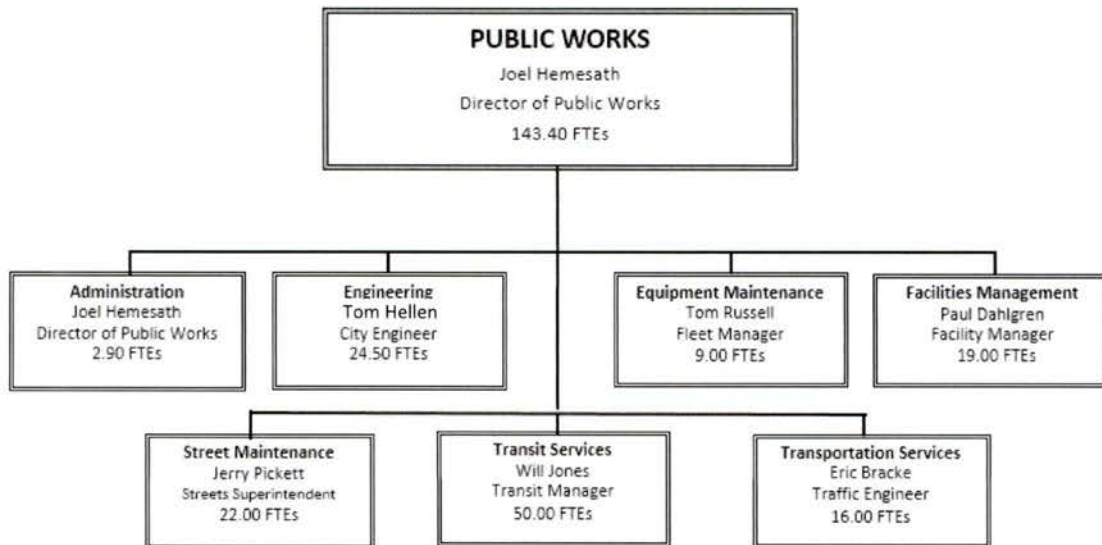 PUBLIC WORKS
Joel Hemesath
Director of Public Works
143.40 FTEs
Administration
Joel Hemesath
Director of Public Works
2.90 FTEs
Engineering
Tom Hellen
City Engineer
24.50 FTEs
Equipment Maintenance
Tom Russell
Fleet Manager
9.00 FTEs
Facilities Management
Paul Dahlgren
Facility Manager
19.00 FTEs
Street Maintenance
Jerry Pickett
Streets Superintendent
22.00 FTEs
Transit Services
Will Jones
Transit Manager
50.00 FTEs
Transportation Services
Eric Bracke
Traffic Engineer
16.00 FTEs